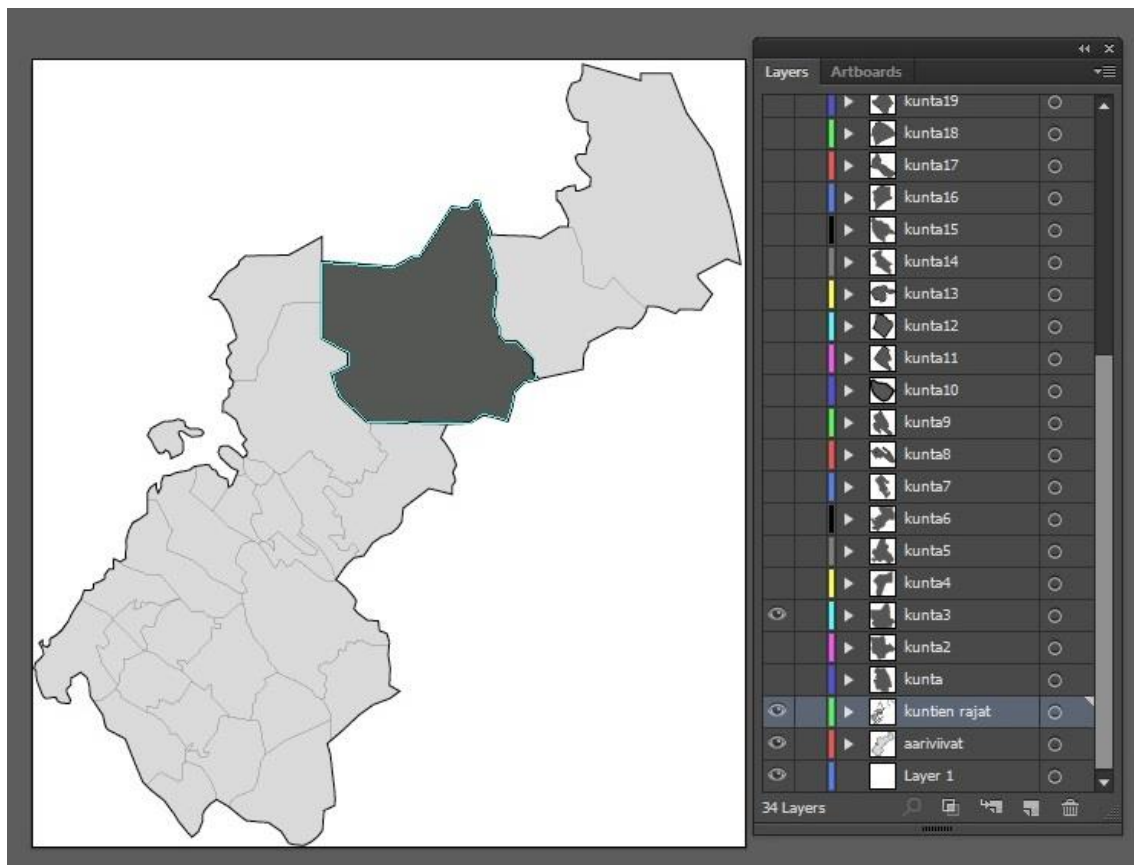 Layers
Artboards
kunta19
kunta18
kunta17
kunta16
kunta15
kunta14
kunta13
kunta12
kunta11
kunta10
kunta9
kunta8
kunta7
kunta6
kunta5
kunta4
kunta3
kunta2
kunta
kuntien rajat
aariviivat
Layer 1
34 Layers